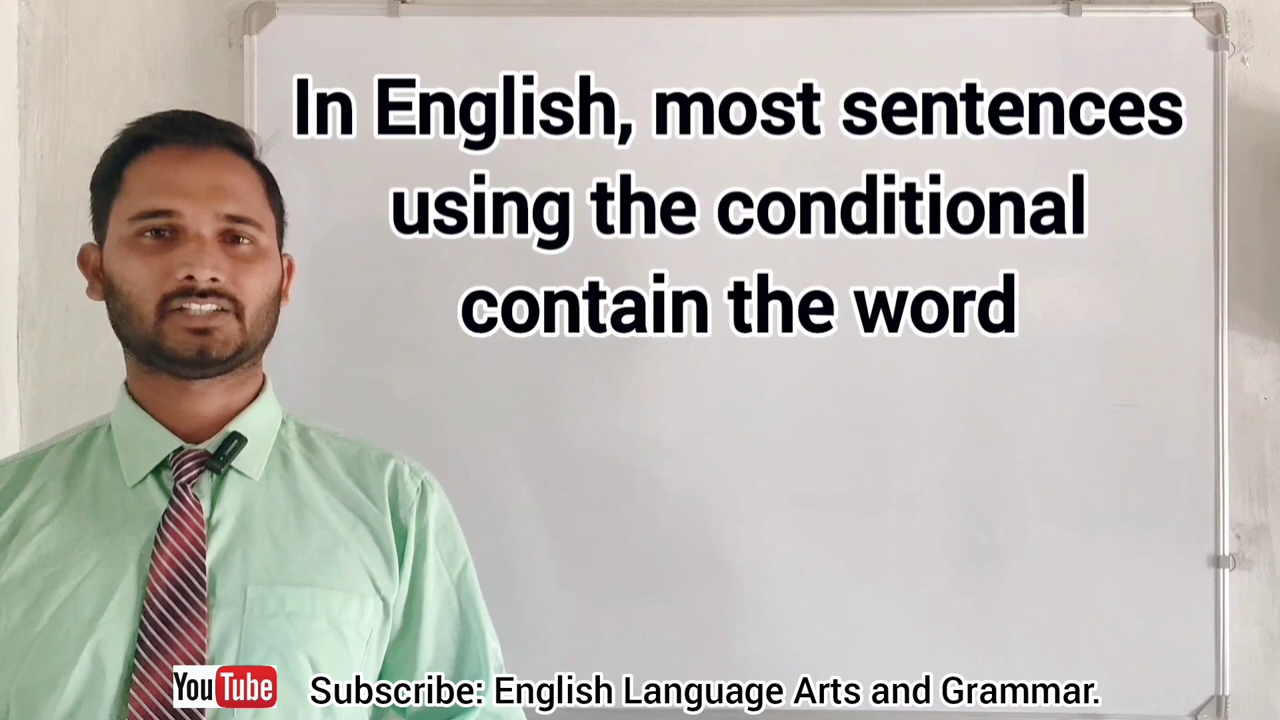 In English, most sentences
using the conditional
contain the word
YouTube Subscribe: English Language Arts and Grammar.